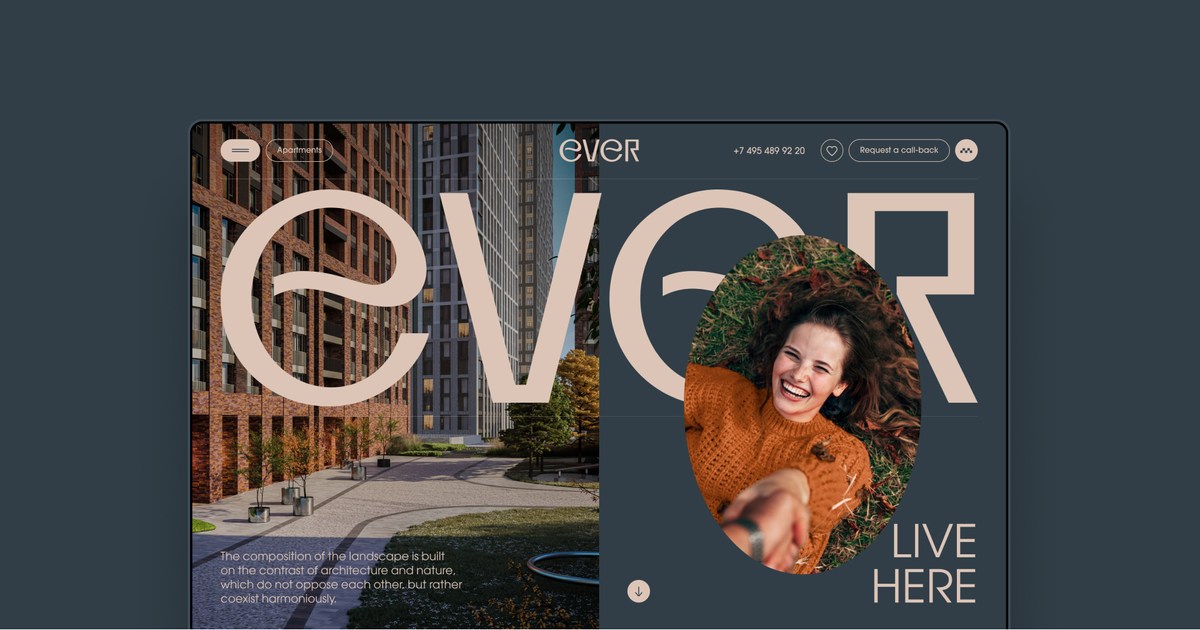 Apartments
ever
+7 495 489 92 20
Request a call-back
ever
The composition of the landscape is built
on the contrast of architecture and nature,
which do not oppose each other, but rather
coexist harmoniously.
LIVE
HERE